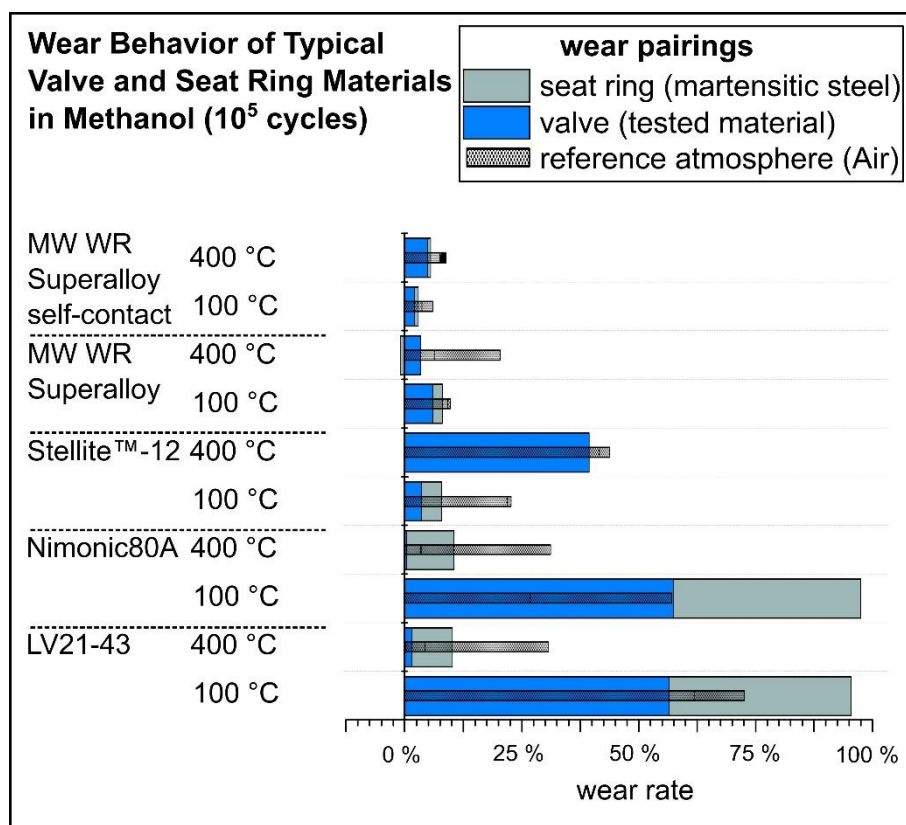 Wear Behavior of Typical
Valve and Seat Ring Materials
in Methanol (10⁵ cycles)
wear pairings
seat ring (martensitic steel)
valve (tested material)
reference atmosphere (Air)
MW WR
Superalloy
self-contact
400 °C
100 °C
MW WR
Superalloy
400 °C
100 °C
Stellite™-12 400 °C
100 °C
Nimonic80A 400 °C
100 °C
LV21-43 400 °C
100 °C
0 % 25 % 50 % 75 % 100 %
wear rate